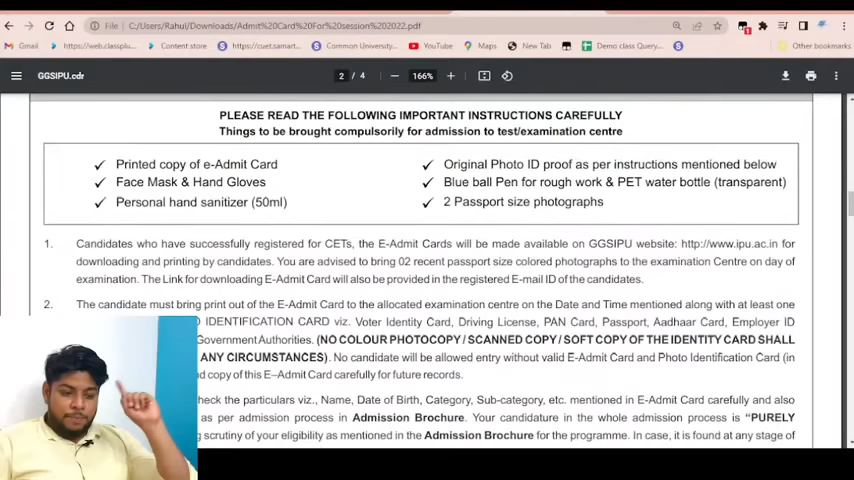 File
C:/Users/Rahul/Downloads/Admit%20Card%20For%20session%202022.pdf
Gmail
https://web.classplu...
Content store
https://cuet.samart...
Common University...
YouTube
Maps
New Tab
Demo class Query...
Other bookmarks
GGSIPU.cdr
2 / 4
166%
PLEASE READ THE FOLLOWING IMPORTANT INSTRUCTIONS CAREFULLY
Things to be brought compulsorily for admission to test/examination centre
✓ Printed copy of e-Admit Card
✓ Original Photo ID proof as per instructions mentioned below
✓ Face Mask & Hand Gloves
✓ Blue ball Pen for rough work & PET water bottle (transparent)
✓ Personal hand sanitizer (50ml)
✓ 2 Passport size photographs
1. Candidates who have successfully registered for CETs, the E-Admit Cards will be made available on GGSIPU website: http://www.ipu.ac.in for
downloading and printing by candidates. You are advised to bring 02 recent passport size colored photographs to the examination Centre on day of
examination. The Link for downloading E-Admit Card will also be provided in the registered E-mail ID of the candidates.
2. The candidate must bring print out of the E-Admit Card to the allocated examination centre on the Date and Time mentioned along with at least one
IDENTIFICATION CARD viz. Voter Identity Card, Driving License, PAN Card, Passport, Aadhaar Card, Employer ID
Government Authorities. (NO COLOUR PHOTOCOPY / SCANNED COPY / SOFT COPY OF THE IDENTITY CARD SHALL
ANY CIRCUMSTANCES). No candidate will be allowed entry without valid E-Admit Card and Photo Identification Card (in
copy of this E–Admit Card carefully for future records.
heck the particulars viz., Name, Date of Birth, Category, Sub-category, etc. mentioned in E-Admit Card carefully and also
as per admission process in Admission Brochure. Your candidature in the whole admission process is "PURELY
scrutiny of your eligibility as mentioned in the Admission Brochure for the programme. In case, it is found at any stage of